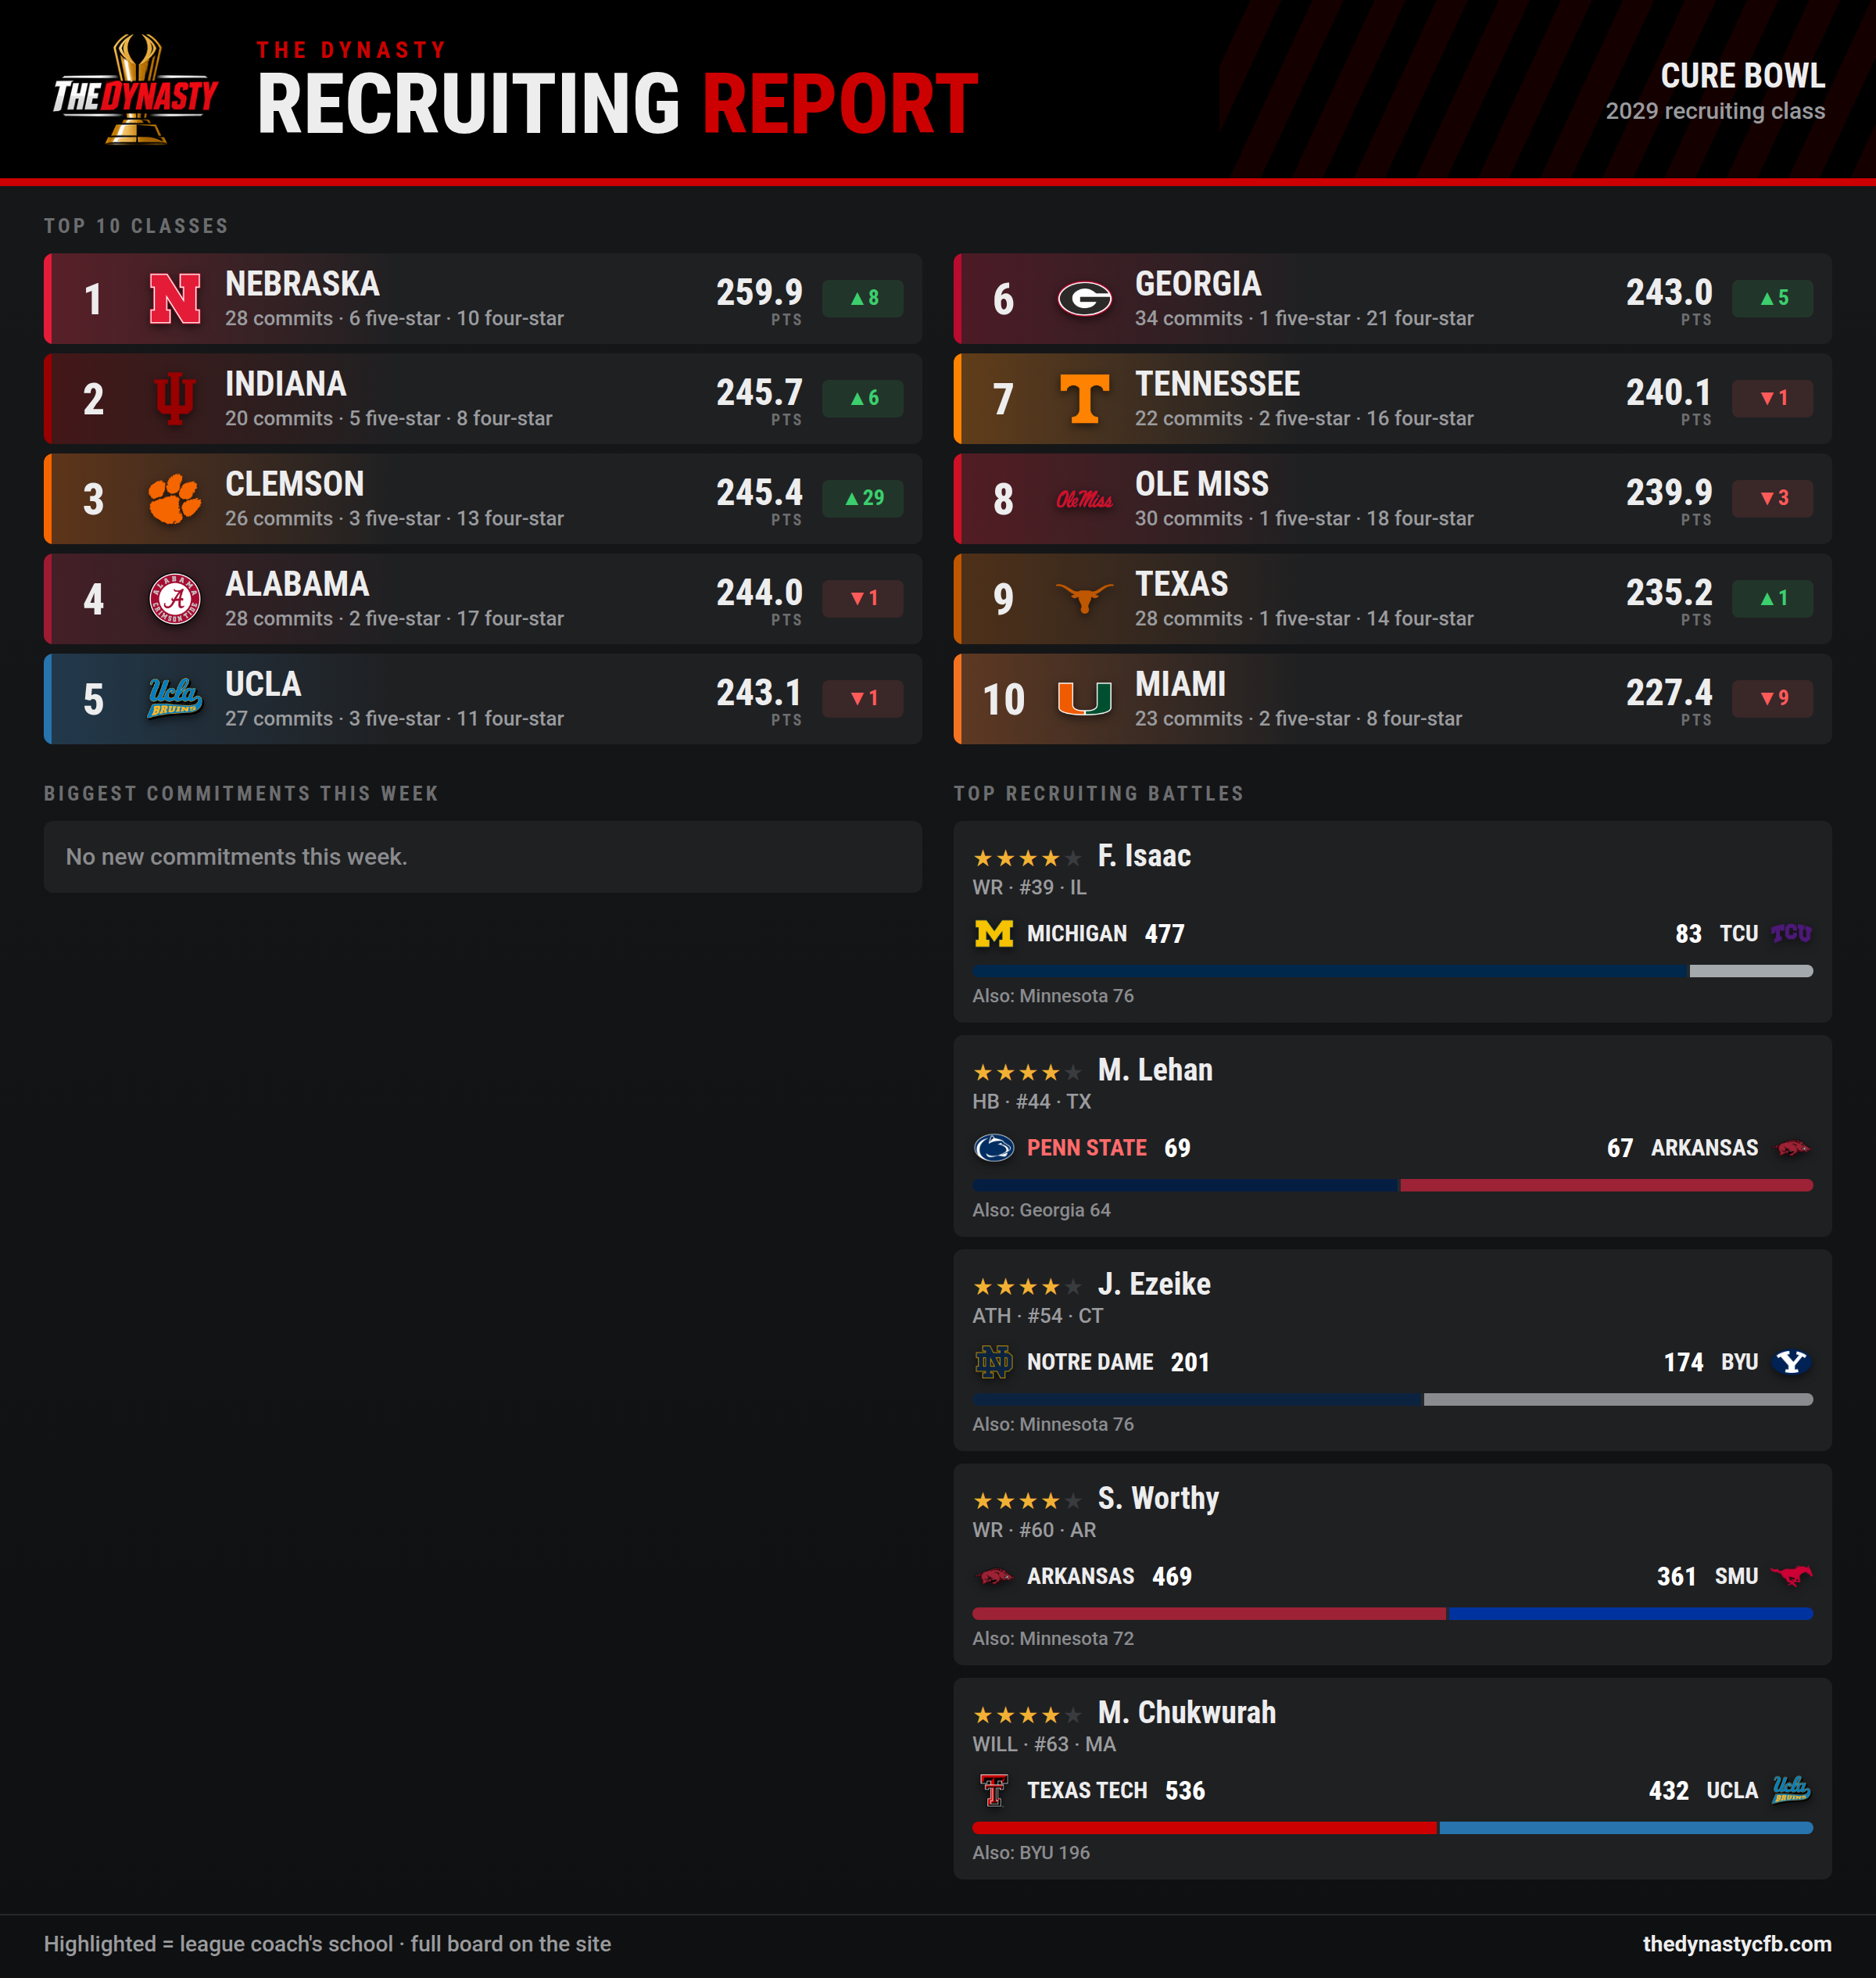 THE DYNASTY
THE DYNASTY
RECRUITING REPORT
CURE BOWL
2029 recruiting class
TOP 10 CLASSES
1 NEBRASKA 259.9 ▲8
28 commits · 6 five-star · 10 four-star PTS
2 INDIANA 245.7 ▲6
20 commits · 5 five-star · 8 four-star PTS
3 CLEMSON 245.4 ▲29
26 commits · 3 five-star · 13 four-star PTS
4 ALABAMA 244.0 ▼1
28 commits · 2 five-star · 17 four-star PTS
5 Ucla BRUINS UCLA 243.1 ▼1
27 commits · 3 five-star · 11 four-star PTS
6 GEORGIA 243.0 ▲5
34 commits · 1 five-star · 21 four-star PTS
7 TENNESSEE 240.1 ▼1
22 commits · 2 five-star · 16 four-star PTS
8 Ole Miss OLE MISS 239.9 ▼3
30 commits · 1 five-star · 18 four-star PTS
9 TEXAS 235.2 ▲1
28 commits · 1 five-star · 14 four-star PTS
10 MIAMI 227.4 ▼9
23 commits · 2 five-star · 8 four-star PTS
BIGGEST COMMITMENTS THIS WEEK
No new commitments this week.
TOP RECRUITING BATTLES
★★★★★ F. Isaac
WR · #39 · IL
M MICHIGAN 477 83 TCU TCU
Also: Minnesota 76
★★★★★ M. Lehan
HB · #44 · TX
PENN STATE 69 67 ARKANSAS
Also: Georgia 64
★★★★★ J. Ezeike
ATH · #54 · CT
NOTRE DAME 201 174 BYU Y
Also: Minnesota 76
★★★★★ S. Worthy
WR · #60 · AR
ARKANSAS 469 361 SMU
Also: Minnesota 72
★★★★★ M. Chukwurah
WILL · #63 · MA
TEXAS TECH 536 432 UCLA Ucla BRUINS
Also: BYU 196
Highlighted = league coach's school · full board on the site
thedynastycfb.com